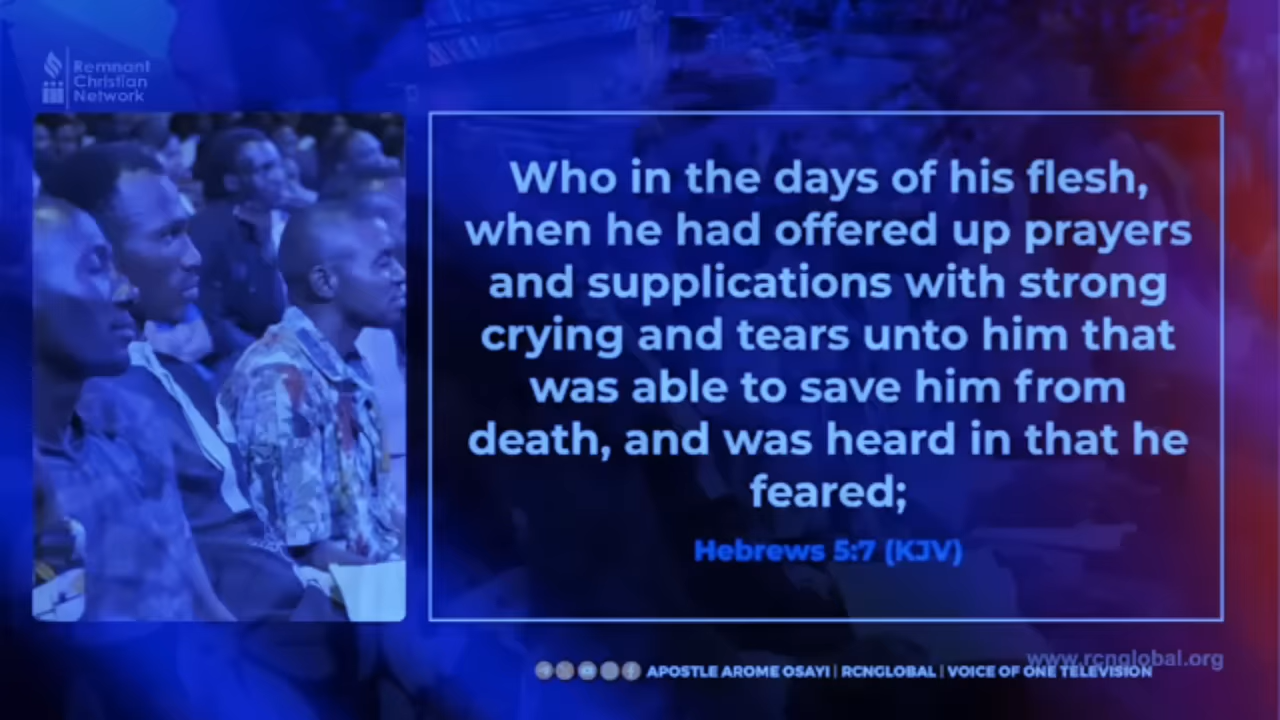 Remnant
Christian
Network
Who in the days of his flesh,
when he had offered up prayers
and supplications with strong
crying and tears unto him that
was able to save him from
death, and was heard in that he
feared;
Hebrews 5:7 (KJV)
www.rcnglobal.org
APOSTLE AROME OSAYI | RCNGLOBAL | VOICE OF ONE TELEVISION